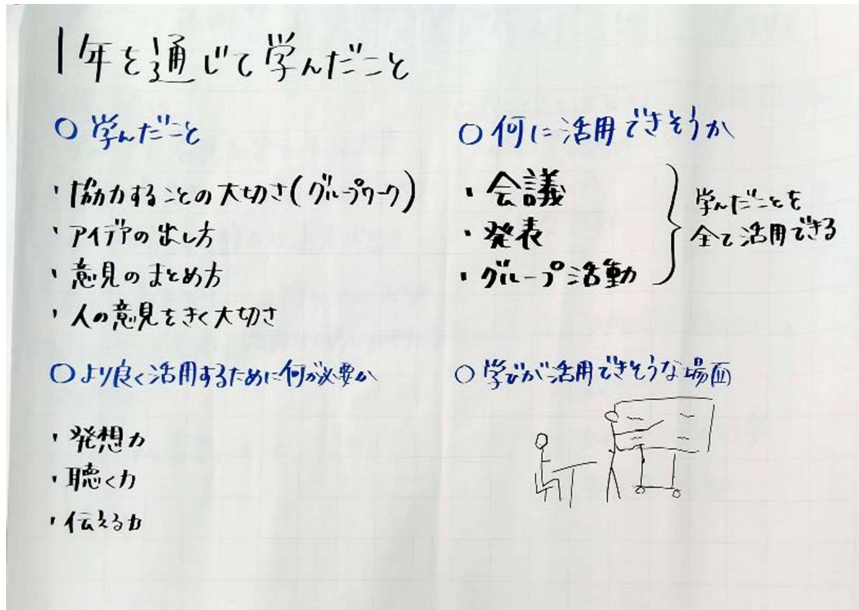 1年を通じて学んだこと
○ 学んだこと
・協力することの大切さ(グループワーク)
・アイデアの出し方
・意見のまとめ方
・人の意見をきく大切さ
○ 何に活用できそうか
・会議
・発表
・グループ活動
学んだことを
全て活用できる
○ より良く活用するために何が必要か
・発想力
・聴く力
・伝える力
○ 学びが活用できそうな場面